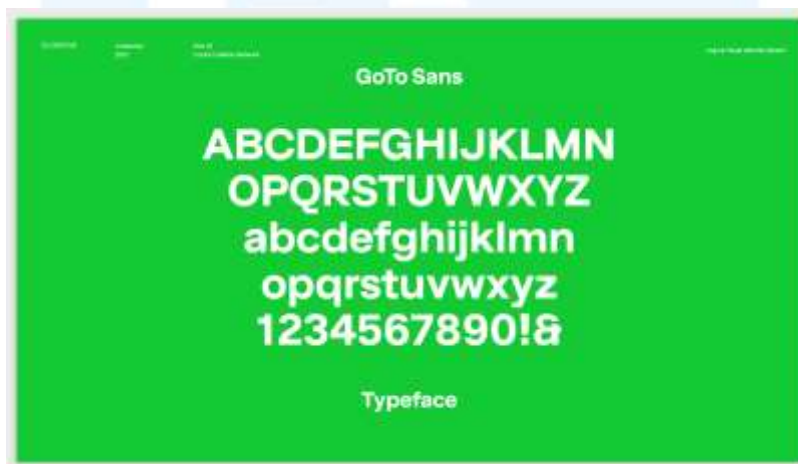 GoTo Sans
ABCDEFGHIJKLMN
OPQRSTUVWXYZ
abcdefghijklmn
opqrstuvwxyz
1234567890!&
Typeface